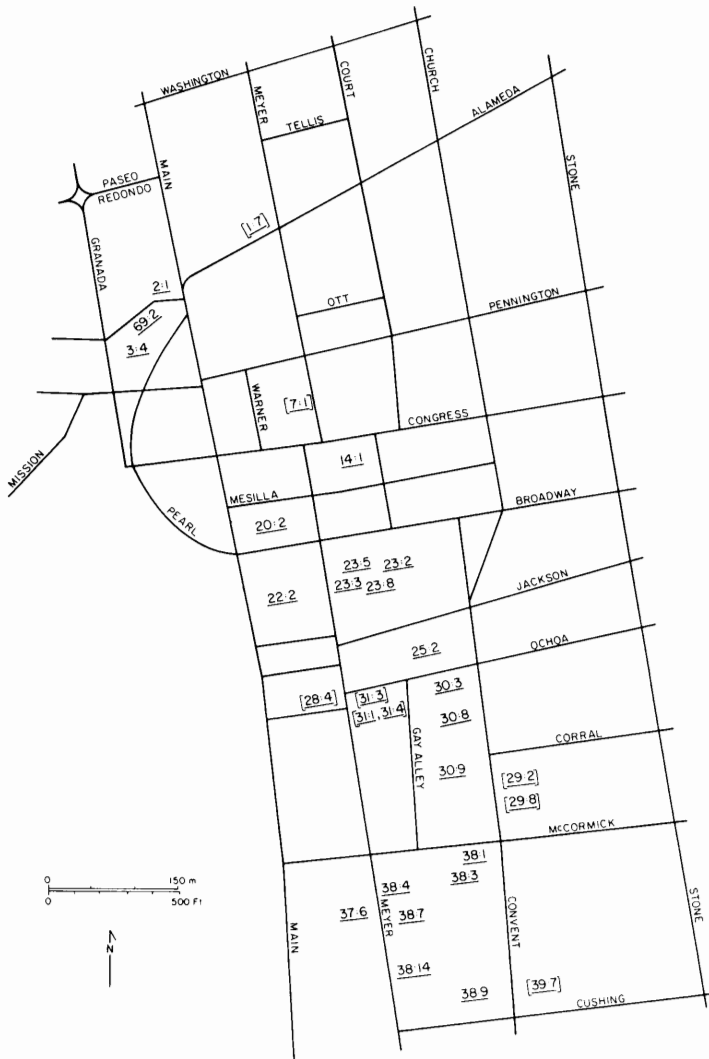 WASHINGTON
MEYER
COURT
CHURCH
TELLIS
ALAMEDA
STONE
MAIN
PASEO
REDONDO
GRANADA
[1:7]
2:1
69:2
3:4
OTT
PENNINGTON
WARNER
[7:1]
CONGRESS
MISSION
14:1
MESILLA
PEARL
20:2
BROADWAY
23:5 23:2
23:3 23:8
22:2
JACKSON
25:2
OCHOA
[28:4]
[31:3]
[31:1, 31:4]
30:3
30:8
GAY ALLEY
CORRAL
30:9
[29:2]
[29:8]
McCORMICK
38:1
38:3
0 150 m
0 500 Ft
N
38:4
37:6
MEYER
38:7
CONVENT
STONE
MAIN
38:14
38:9
[39:7]
CUSHING